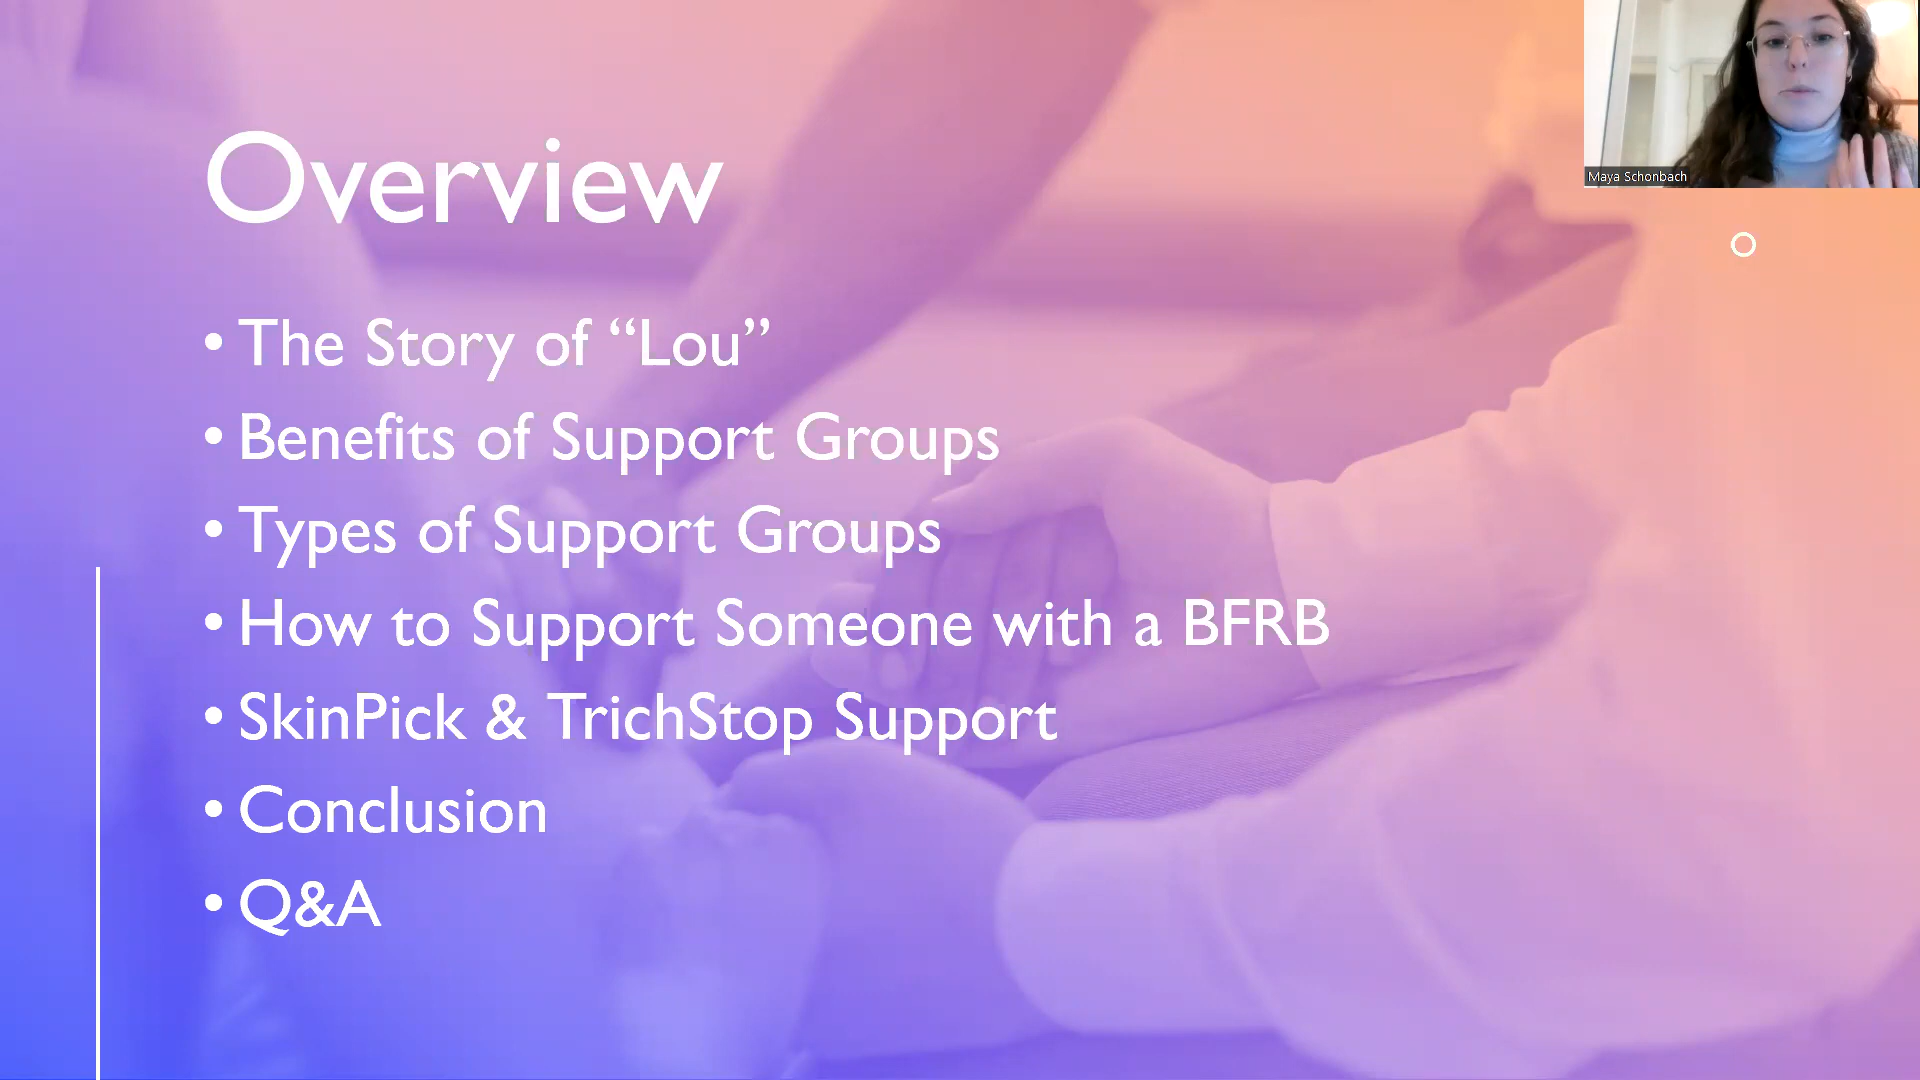 Maya Schonbach
Overview
• The Story of “Lou”
• Benefits of Support Groups
• Types of Support Groups
• How to Support Someone with a BFRB
• SkinPick & TrichStop Support
• Conclusion
• Q&A